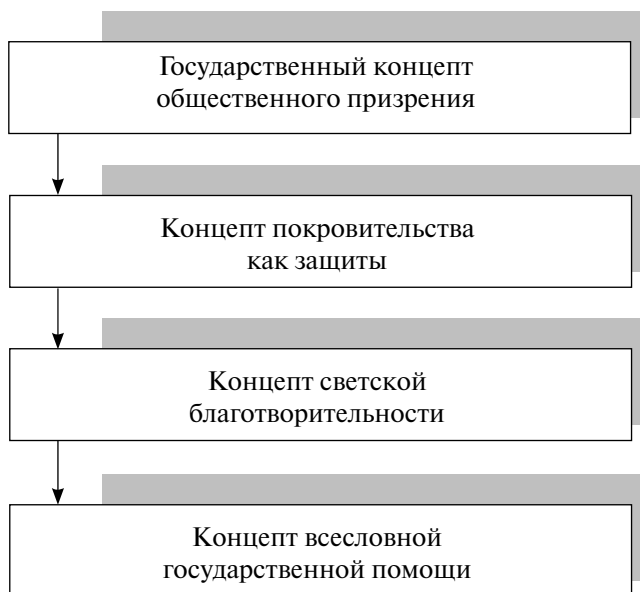 Государственный концепт
общественного призрения
Концепт покровительства
как защиты
Концепт светской
благотворительности
Концепт всесловной
государственной помощи